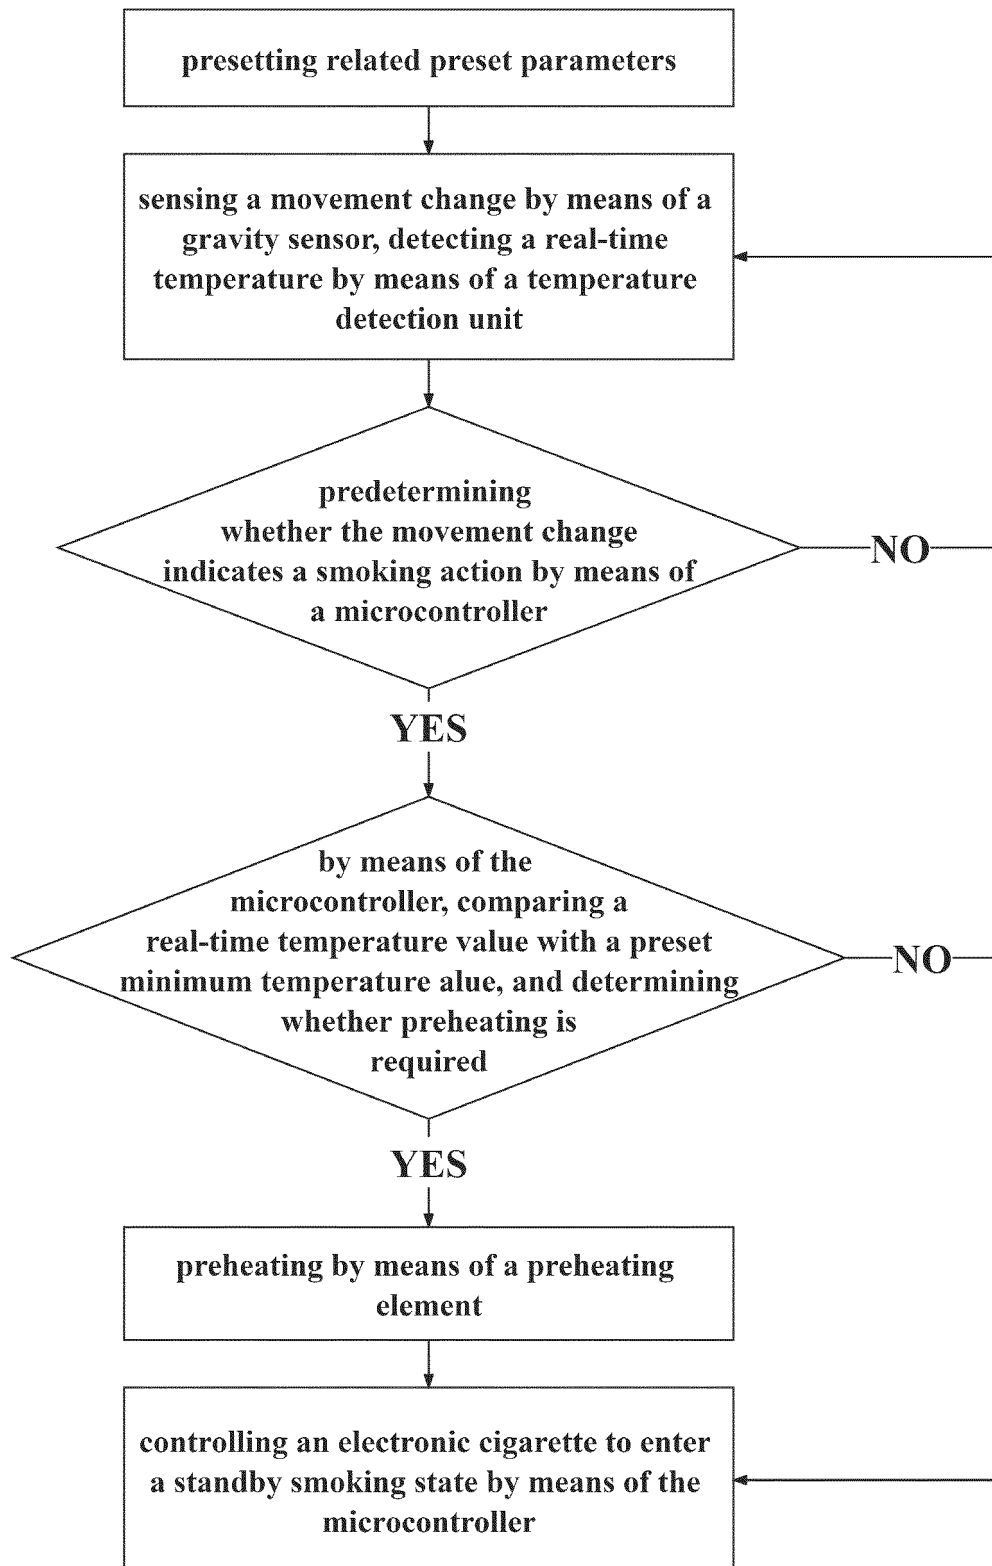 presetting related preset parameters
sensing a movement change by means of a
gravity sensor, detecting a real-time
temperature by means of a temperature
detection unit
predetermining
whether the movement change
indicates a smoking action by means of
a microcontroller
NO
YES
by means of the
microcontroller, comparing a
real-time temperature value with a preset
minimum temperature alue, and determining
whether preheating is
required
NO
YES
preheating by means of a preheating
element
controlling an electronic cigarette to enter
a standby smoking state by means of the
microcontroller